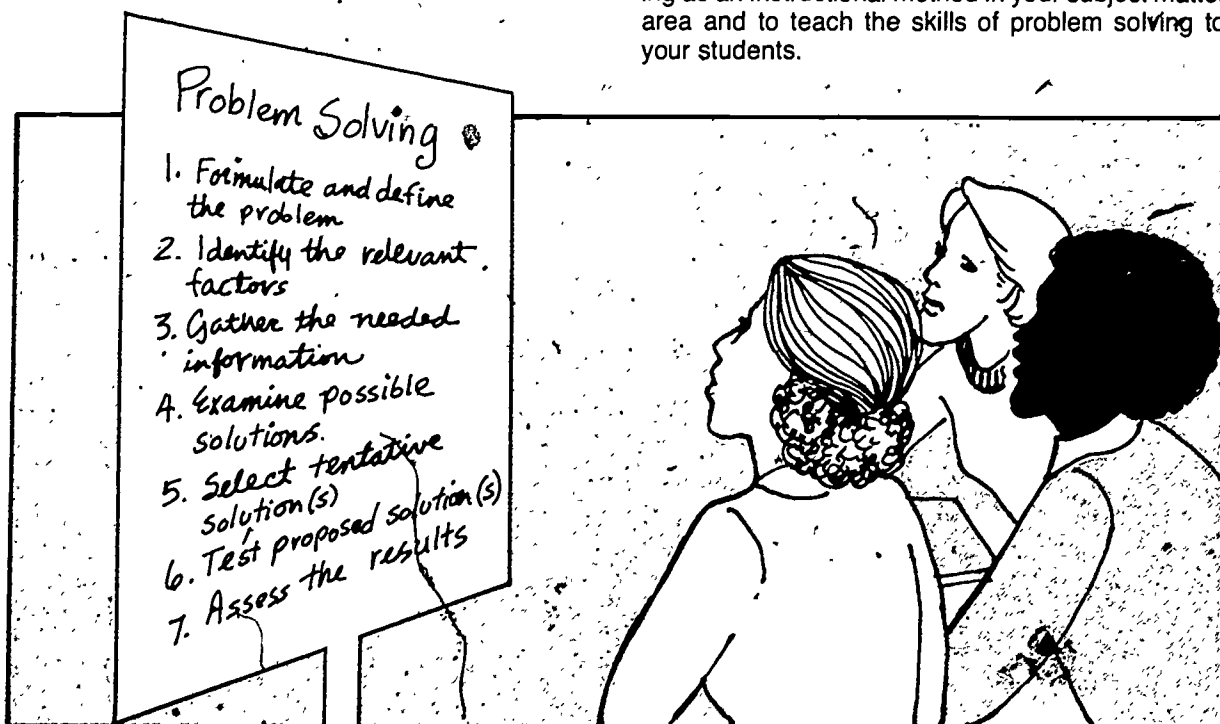 ing as an instructional method in your subject matter
area and to teach the skills of problem solving to
your students.
Problem Solving
1. Formulate and define
the problem
2. Identify the relevant
factors
3. Gather the needed
information
4. Examine possible
solutions.
5. Select tentative
solution(s)
6. Test proposed solution(s)
7. Assess the results